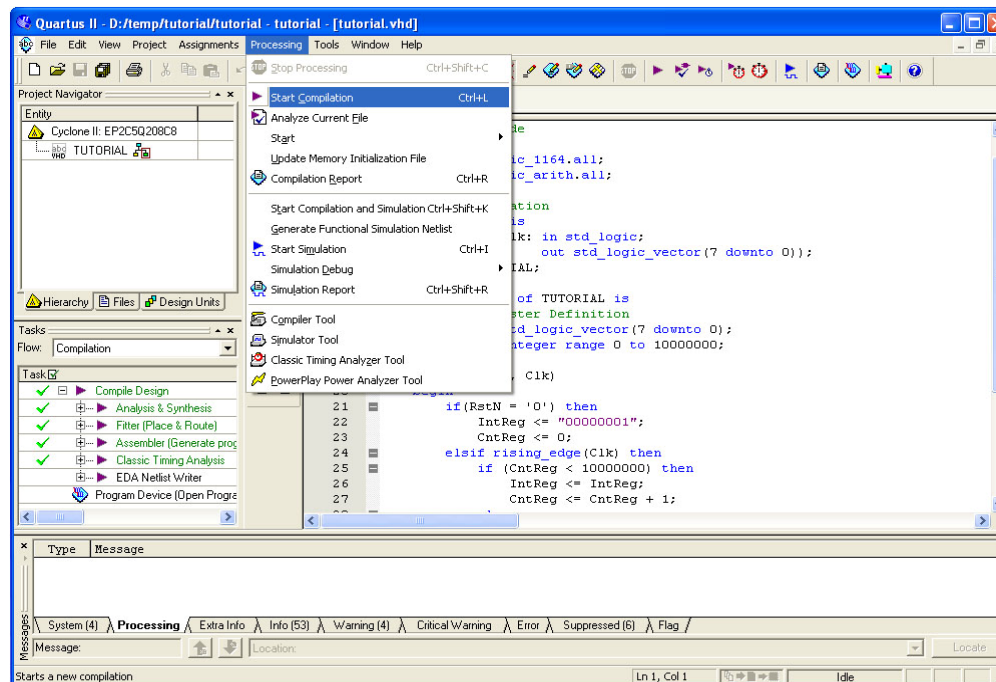 Quartus II - D:/temp/tutorial/tutorial - tutorial - [tutorial.vhd]
File Edit View Project Assignments Processing Tools Window Help
Stop Processing Ctrl+Shift+C
Project Navigator
Entity
Cyclone II: EP2C5Q208C8
abd VHD TUTORIAL
Hierarchy Files Design Units
Tasks
Flow: Compilation
Task
Compile Design
Analysis & Synthesis
Fitter (Place & Route)
Assembler (Generate prog
Classic Timing Analysis
EDA Netlist Writer
Program Device (Open Progra
Start Compilation Ctrl+L
Analyze Current File
Start
Update Memory Initialization File
Compilation Report Ctrl+R
Start Compilation and Simulation Ctrl+Shift+K
Generate Functional Simulation Netlist
Start Simulation Ctrl+I
Simulation Debug
Simulation Report Ctrl+Shift+R
Compiler Tool
Simulator Tool
Classic Timing Analyzer Tool
PowerPlay Power Analyzer Tool
de
ic_1164.all;
ic_arith.all;
ation
is
lk: in std_logic;
out std_logic_vector(7 downto 0));
IAL;
of TUTORIAL is
ster Definition
td_logic_vector(7 downto 0);
nteger range 0 to 10000000;
, Clk)
begin
21 if(RstN = '0') then
22 IntReg <= "00000001";
23 CntReg <= 0;
24 elsif rising_edge(Clk) then
25 if (CntReg < 10000000) then
26 IntReg <= IntReg;
27 CntReg <= CntReg + 1;
Type Message
System (4) Processing Extra Info Info (53) Warning (4) Critical Warning Error Suppressed (6) Flag
Messages
Message: Location: Locate
Starts a new compilation Ln 1, Col 1 Idle